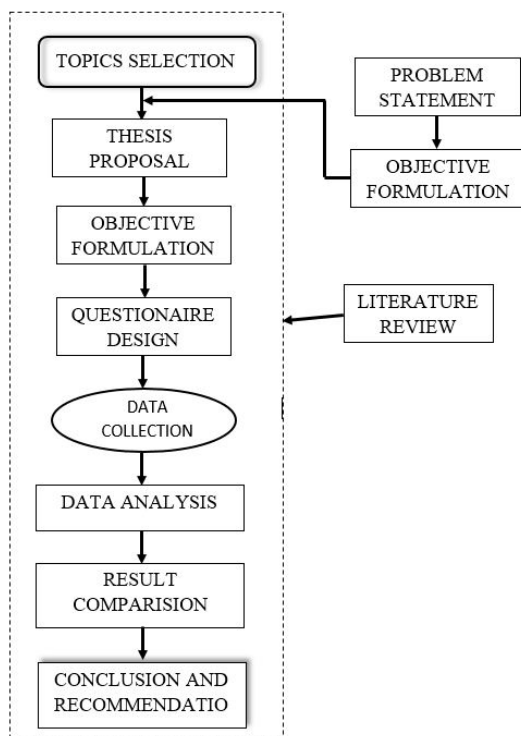 TOPICS SELECTION
PROBLEM
STATEMENT
THESIS
PROPOSAL
OBJECTIVE
FORMULATION
OBJECTIVE
FORMULATION
QUESTIONAIRE
DESIGN
LITERATURE
REVIEW
DATA
COLLECTION
DATA ANALYSIS
RESULT
COMPARISION
CONCLUSION AND
RECOMMENDATIO